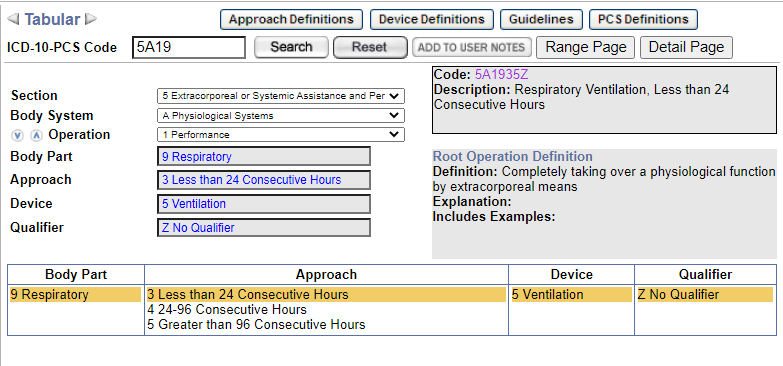 Tabular
Approach Definitions Device Definitions Guidelines PCS Definitions
ICD-10-PCS Code 5A19 Search Reset ADD TO USER NOTES Range Page Detail Page
Code: 5A1935Z
Description: Respiratory Ventilation, Less than 24
Consecutive Hours
Section 5 Extracorporeal or Systemic Assistance and Per
Body System A Physiological Systems
Operation 1 Performance
Body Part 9 Respiratory
Approach 3 Less than 24 Consecutive Hours
Device 5 Ventilation
Qualifier Z No Qualifier
Root Operation Definition
Definition: Completely taking over a physiological function
by extracorporeal means
Explanation:
Includes Examples:
Body Part Approach Device Qualifier
9 Respiratory 3 Less than 24 Consecutive Hours 5 Ventilation Z No Qualifier
4 24-96 Consecutive Hours
5 Greater than 96 Consecutive Hours